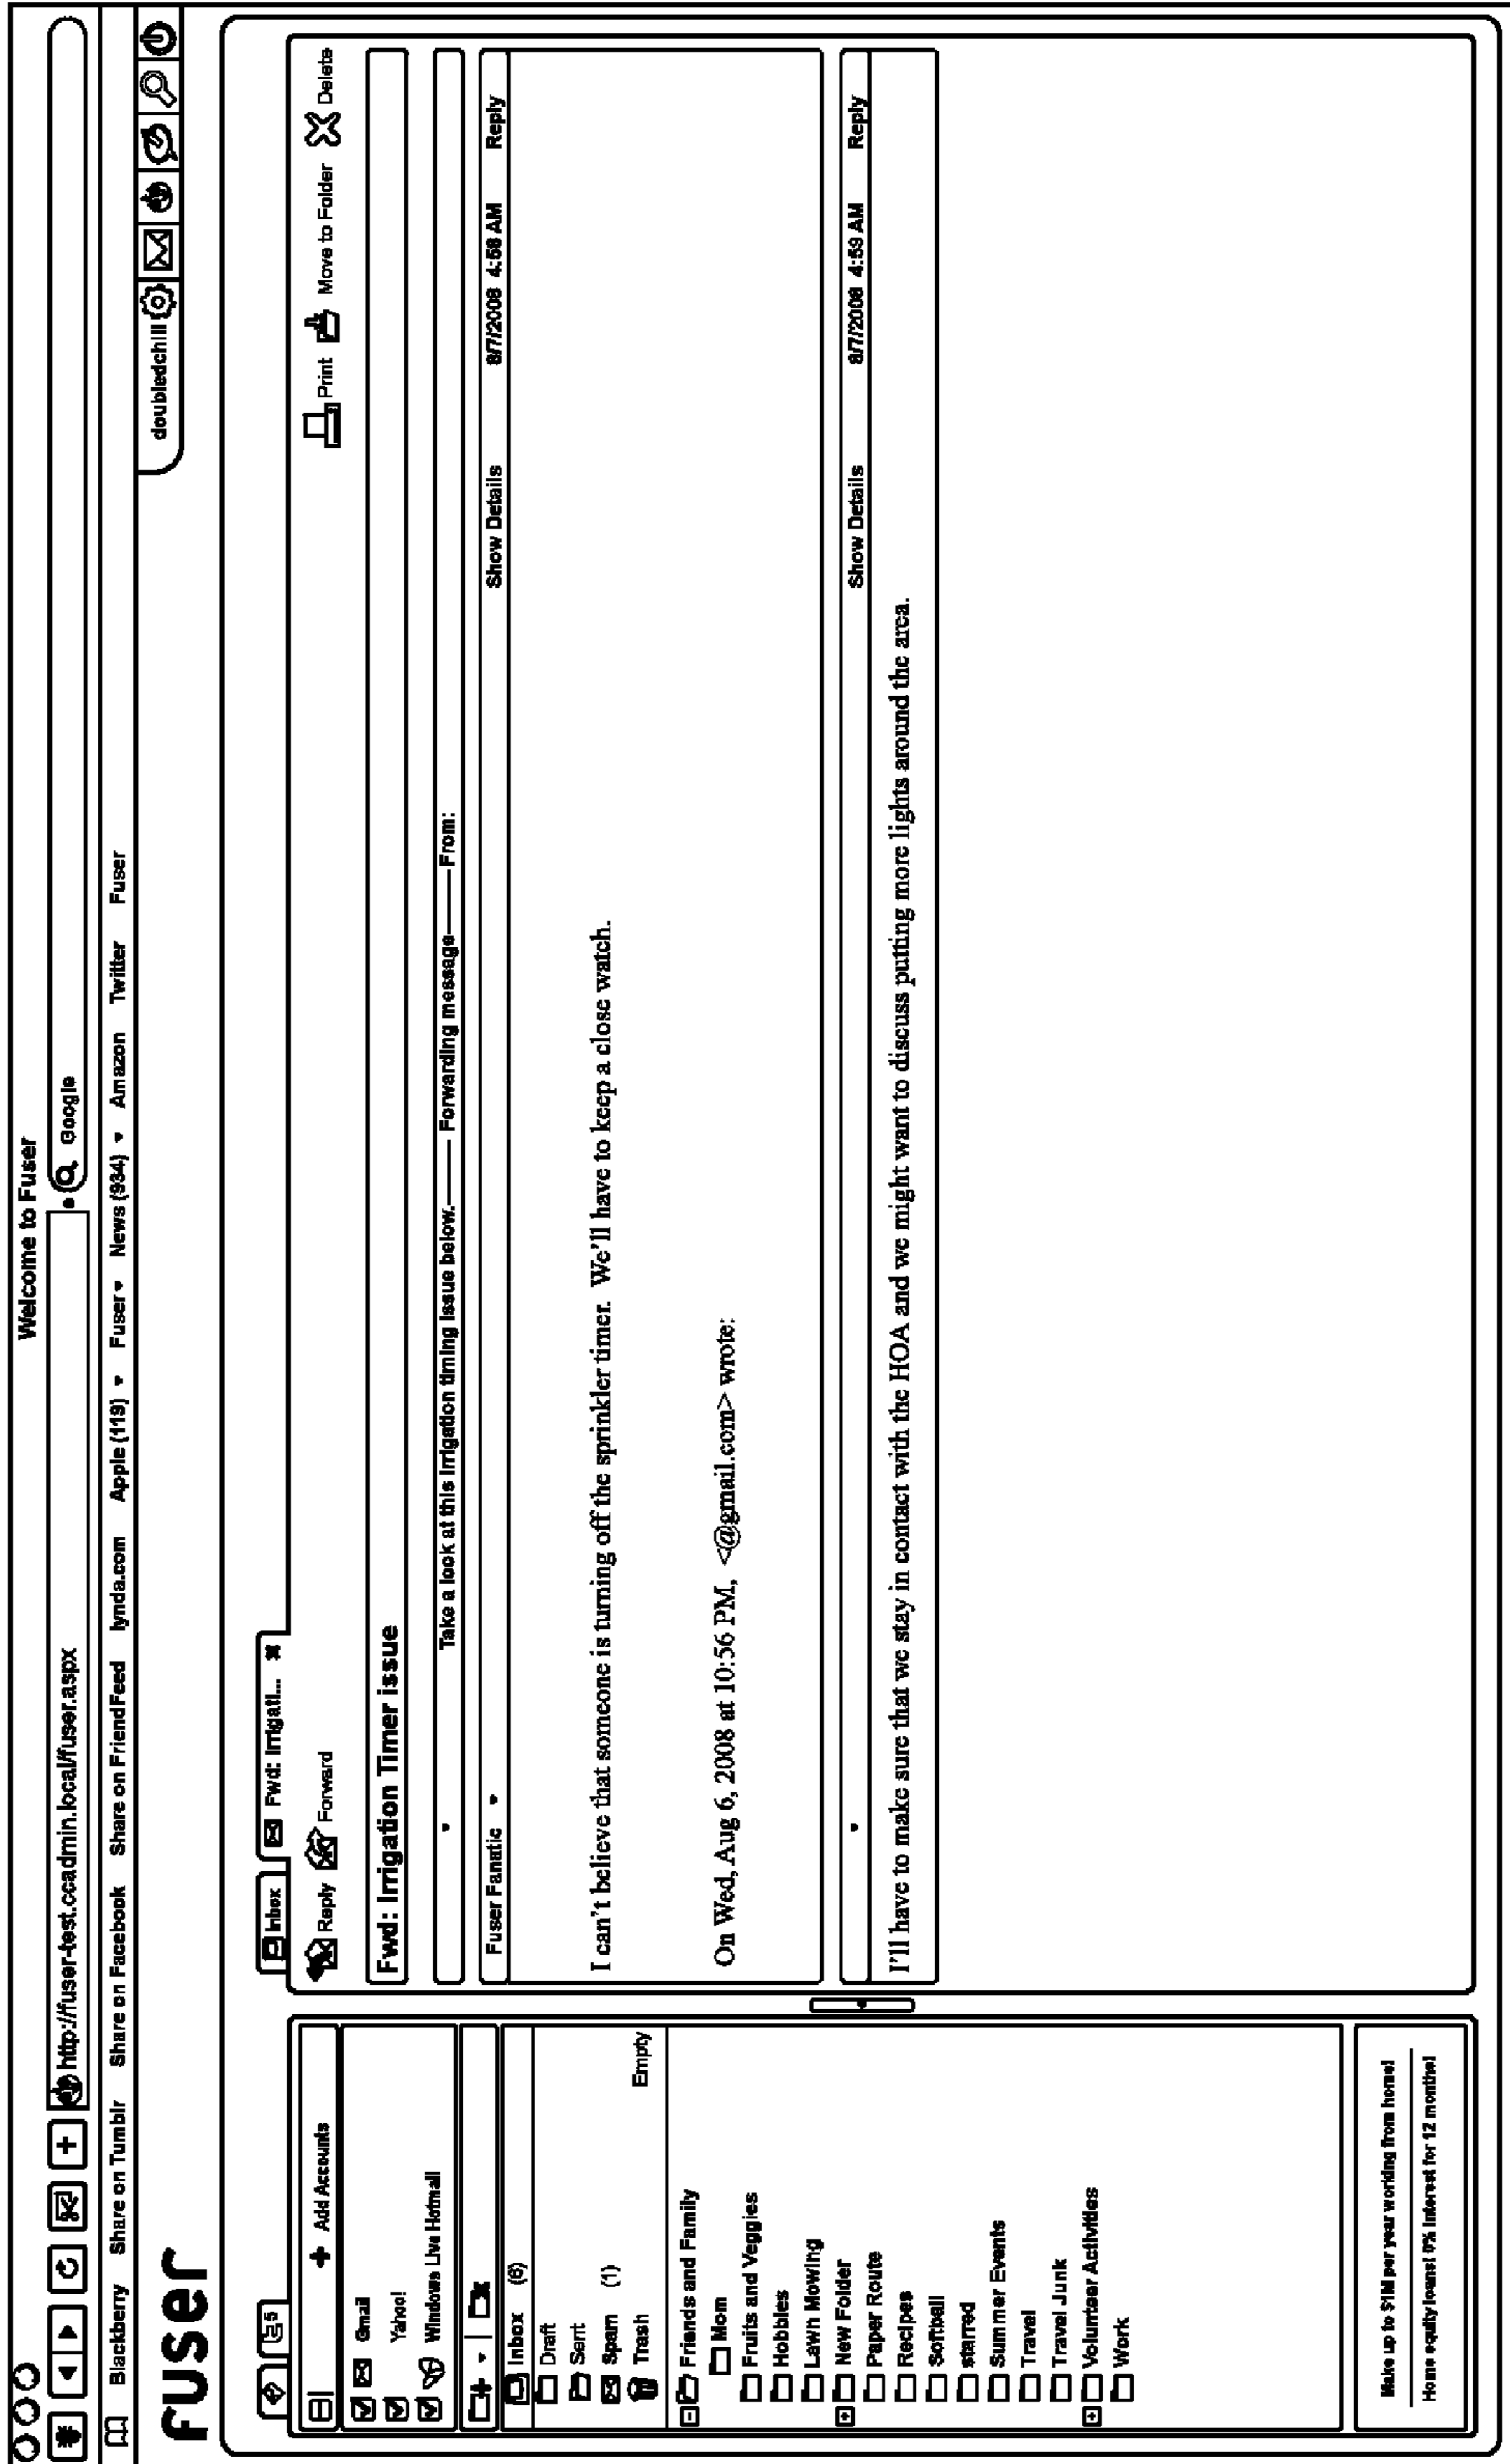 Welcome to Fuser
http://fuser-test.ccadmin.local/fuser.aspx Google
Blackberry Share on Tumblr Share on Facebook Share on FriendFeed lynda.com Apple (119) Fuser News (934) Amazon Twitter Fuser
fuser
doubledchill
Inbox Fwd: Irrigati...
Add Accounts
Gmail
Yahoo!
Windows Live Hotmail
Inbox (6)
Draft
Sent
Span (1)
Trash Empty
Friends and Family
Mom
Fruits and Veggies
Hobbles
Lawn Mowing
New Folder
Paper Route
Recipes
Softball
starred
Summer Events
Travel
Travel Junk
Volunteer Activities
Work
Make up to $1M per year working from home!
Home equity loans! 0% interest for 12 months!
Reply Forward Print Move to Folder Delete
Fwd: Irrigation Timer issue
Take a look at this irrigation timing issue below.—— Forwarding message——From:
Fuser Fanatic Show Details 8/7/2008 4:58 AM Reply
I can't believe that someone is turning off the sprinkler timer. We'll have to keep a close watch.
On Wed, Aug 6, 2008 at 10:56 PM, <@gmail.com> wrote:
Show Details 8/7/2008 4:59 AM Reply
I'll have to make sure that we stay in contact with the HOA and we might want to discuss putting more lights around the area.